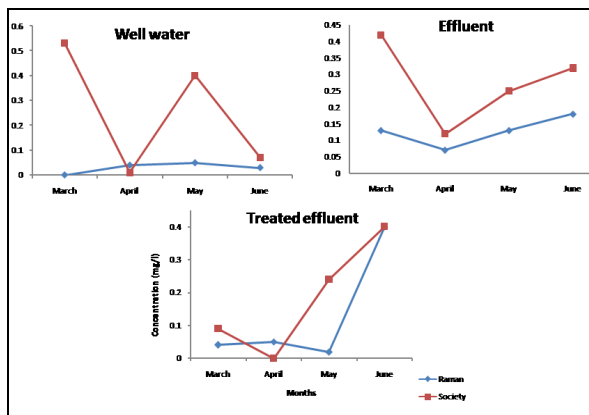 Well water
0.6
0.5
0.4
0.3
0.2
0.1
0
March April May June
Effluent
0.45
0.4
0.35
0.3
0.25
0.2
0.15
0.1
0.05
0
March April May June
Treated effluent
Concentration (mg/l)
0.4
0.3
0.2
0.1
0
March April May June
Months
Raman
Society